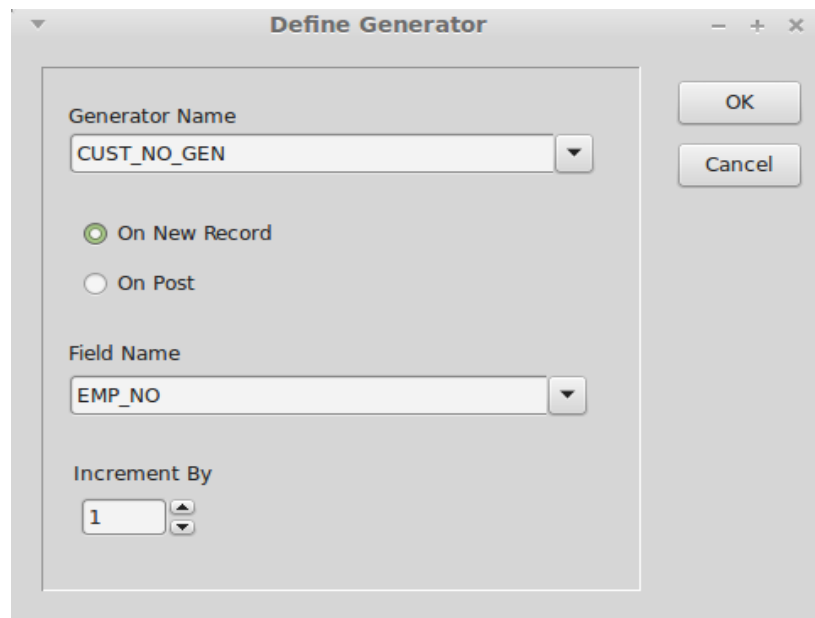 Define Generator
OK
Generator Name
CUST_NO_GEN
Cancel
On New Record
On Post
Field Name
EMP_NO
Increment By
1